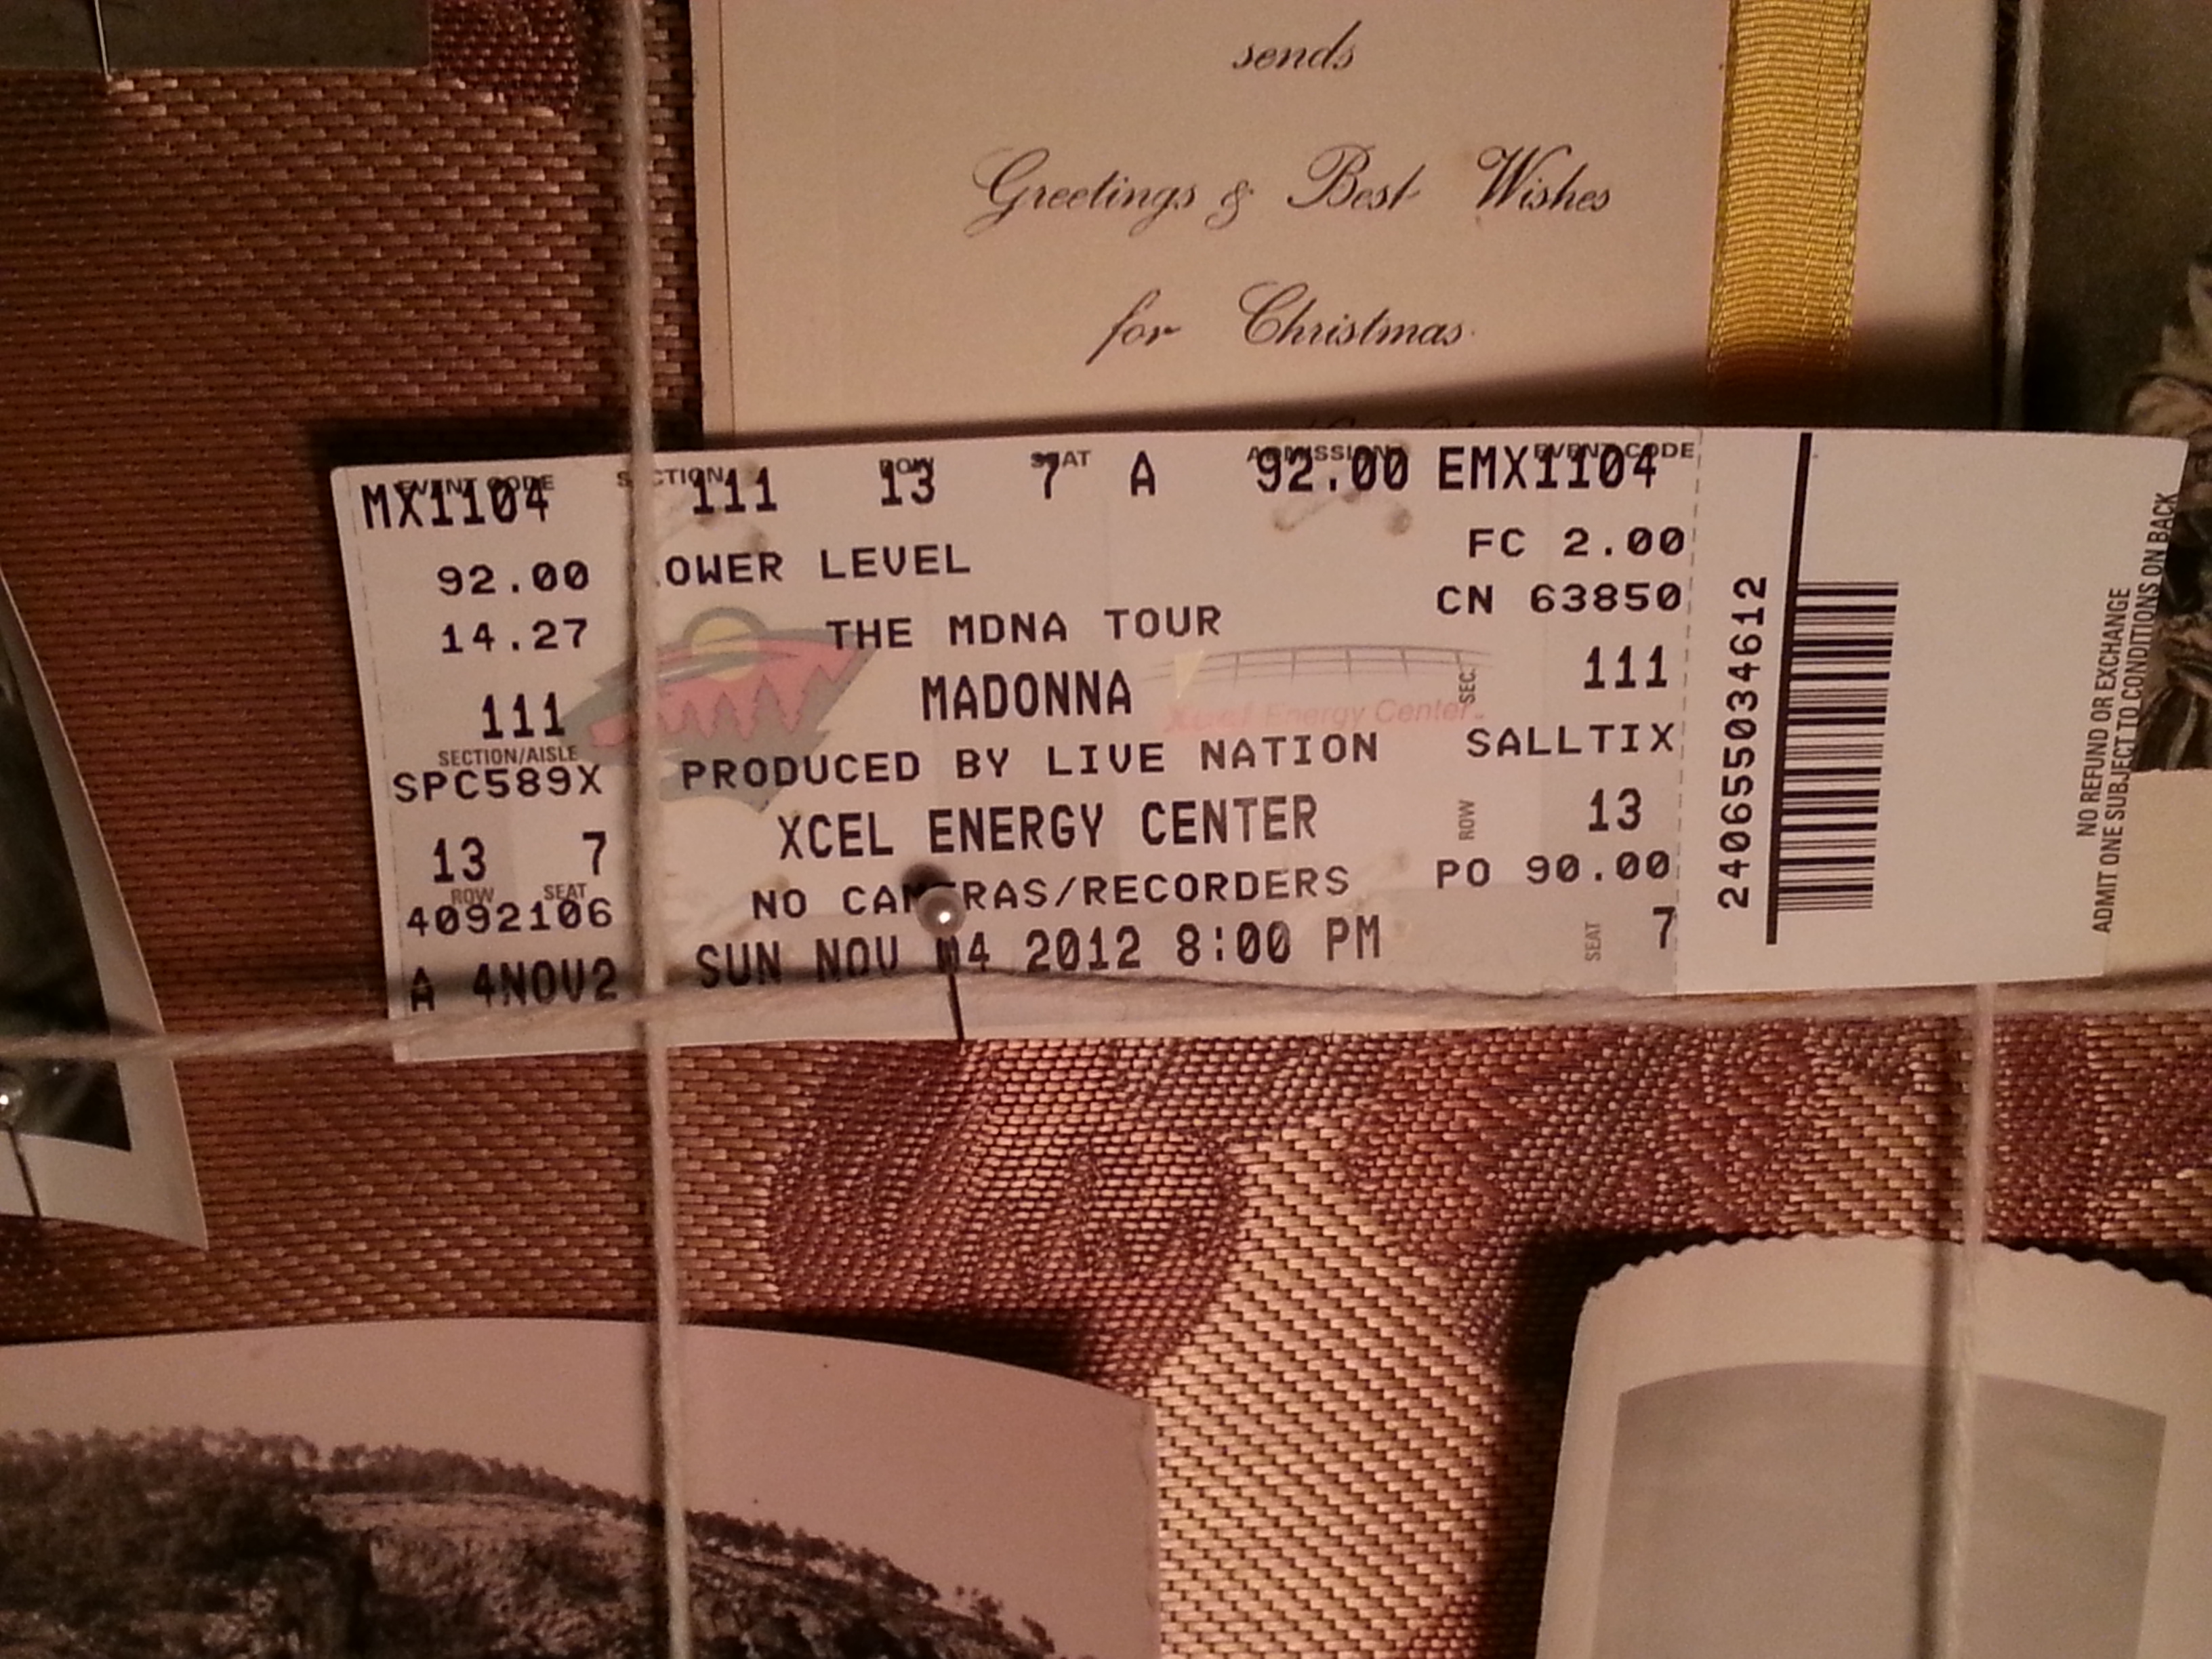 sends
Greetings & Best Wishes
for Christmas
EVENT CODE SECTION ROW SEAT ADMISSION EVENT CODE
MX1104 111 13 7 A 92.00 EMX1104
92.00 OWER LEVEL FC 2.00
14.27 THE MDNA TOUR CN 63850
111 MADONNA SEC. 111
Xcel Energy Center
SECTION/AISLE
SPC589X PRODUCED BY LIVE NATION SALLTIX
13 7 XCEL ENERGY CENTER ROW 13
ROW SEAT
4092106 NO CAMERAS/RECORDERS PO 90.00
A 4NOV2 SUN NOV 04 2012 8:00 PM SEAT 7
240655034612
NO REFUND OR EXCHANGE
ADMIT ONE SUBJECT TO CONDITIONS ON BACK